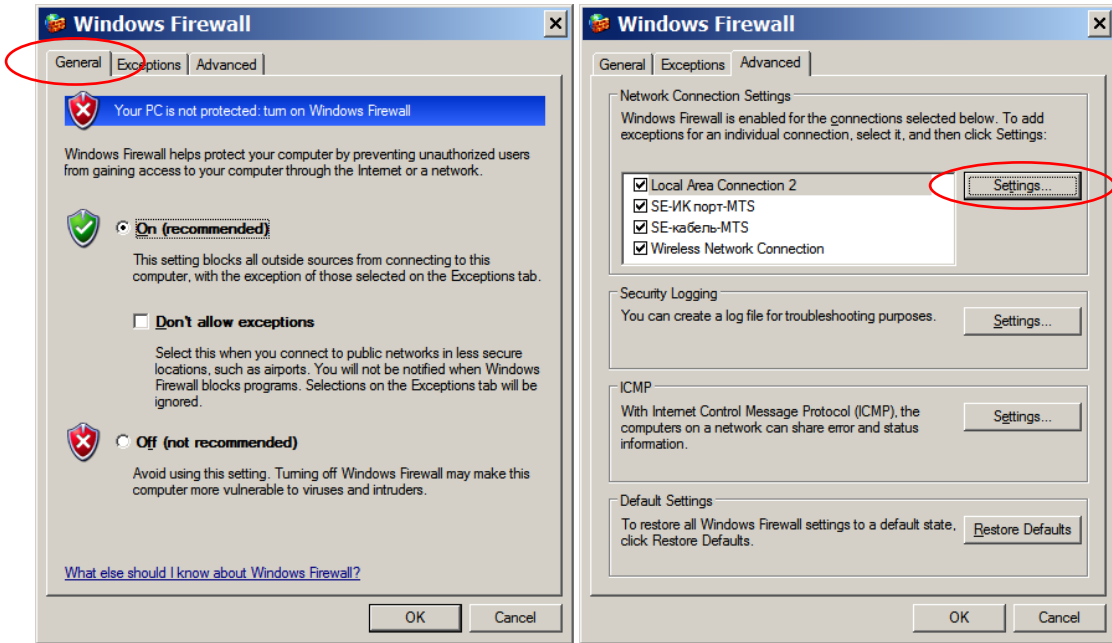 Windows Firewall
General Exceptions Advanced
Your PC is not protected: turn on Windows Firewall
Windows Firewall helps protect your computer by preventing unauthorized users
from gaining access to your computer through the Internet or a network.
On (recommended)
This setting blocks all outside sources from connecting to this
computer, with the exception of those selected on the Exceptions tab.
Don't allow exceptions
Select this when you connect to public networks in less secure
locations, such as airports. You will not be notified when Windows
Firewall blocks programs. Selections on the Exceptions tab will be
ignored.
Off (not recommended)
Avoid using this setting. Turning off Windows Firewall may make this
computer more vulnerable to viruses and intruders.
What else should I know about Windows Firewall?
OK Cancel
Windows Firewall
General Exceptions Advanced
Network Connection Settings
Windows Firewall is enabled for the connections selected below. To add
exceptions for an individual connection, select it, and then click Settings:
Local Area Connection 2
SE-ИК порт-MTS
SE-кабель-MTS
Wireless Network Connection
Settings...
Security Logging
You can create a log file for troubleshooting purposes.
Settings...
ICMP
With Internet Control Message Protocol (ICMP), the
computers on a network can share error and status
information.
Settings...
Default Settings
To restore all Windows Firewall settings to a default state,
click Restore Defaults.
Restore Defaults
OK Cancel